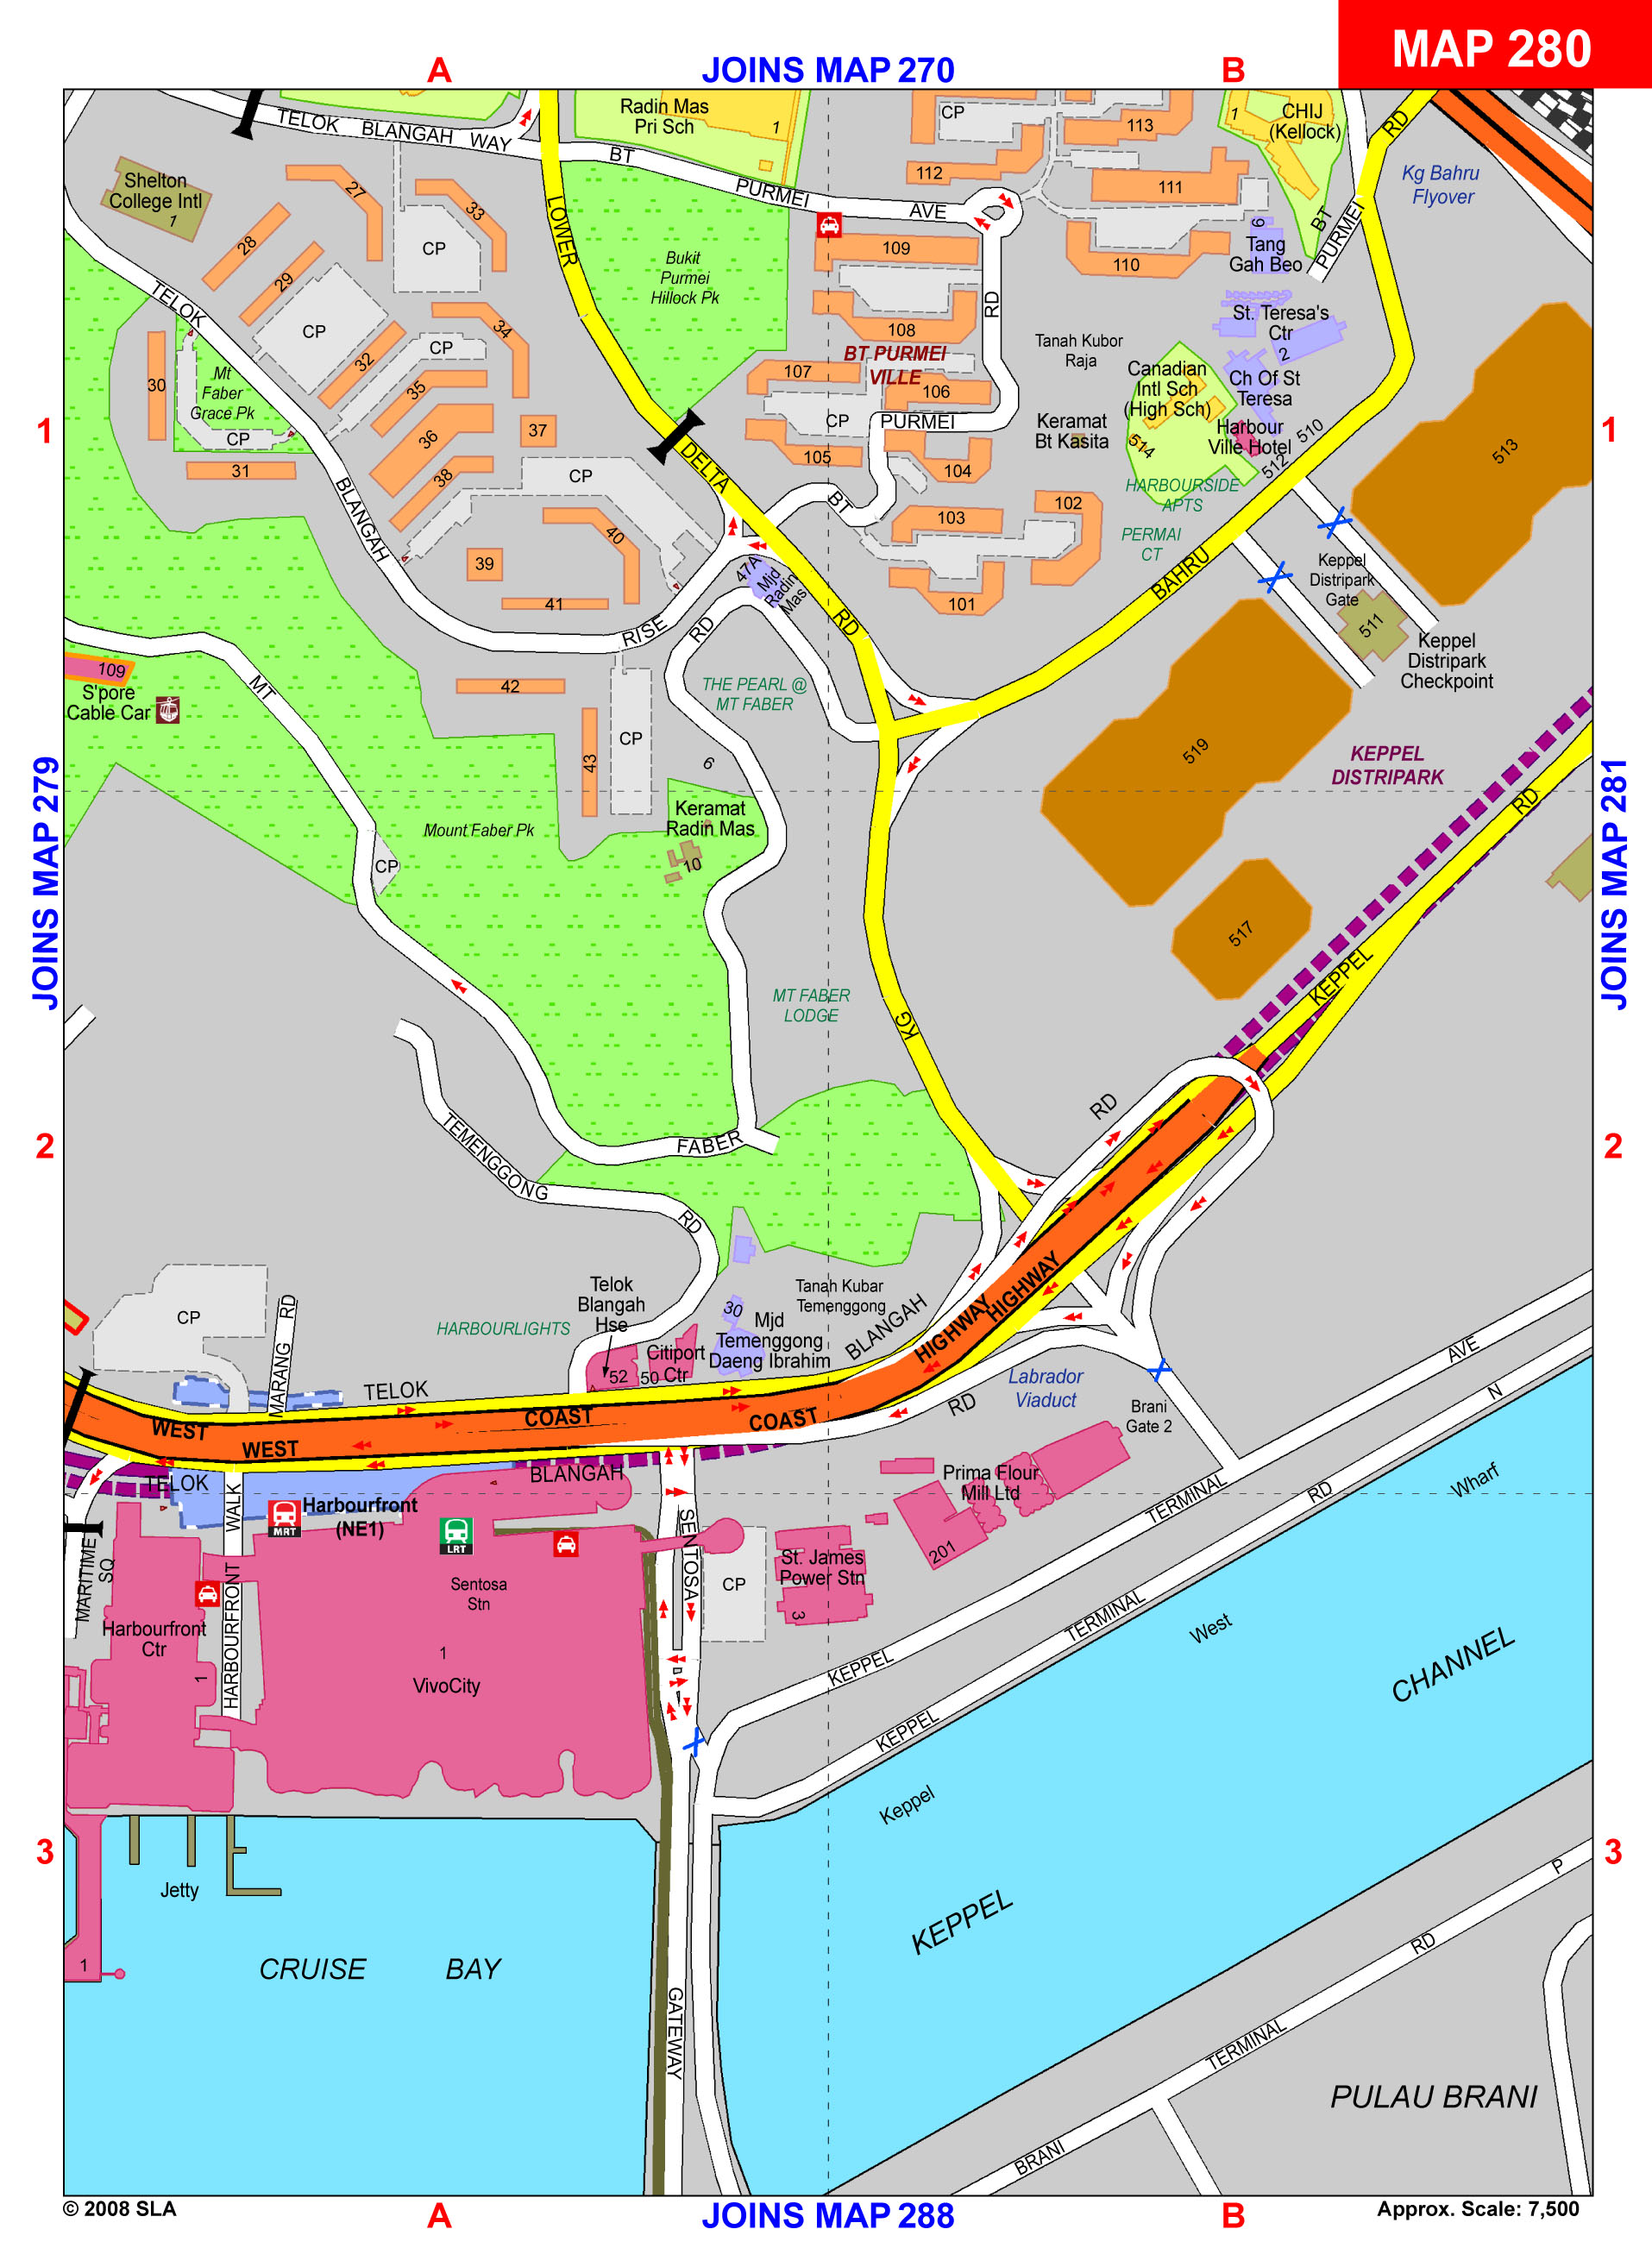 MAP 280
A
JOINS MAP 270
B
TELOK BLANGAH WAY
Radin Mas
Pri Sch
1
CP
113
1
CHIJ
(Kellock)
RD
BT
PURMEI
AVE
112
111
Kg Bahru
Flyover
Shelton
College Intl
1
27
33
28
29
CP
LOWER
Bukit
Purmei
Hillock Pk
109
110
6
Tang
Gah Beo
BT
PURMEI
TELOK
CP
34
CP
32
35
108
RD
St. Teresa's
Ctr
2
Tanah Kubor
Raja
BT PURMEI
VILLE
107
106
30
Mt
Faber
Grace Pk
CP
Canadian
Intl Sch
(High Sch)
Ch Of St
Teresa
1
36
37
CP
PURMEI
Keramat
Bt Kasita
514
Harbour
Ville Hotel
510
512
513
1
31
38
CP
DELTA
105
104
HARBOURSIDE
APTS
BLANGAH
BT
102
103
40
39
PERMAI
CT
BAHRU
Keppel
Distripark
Gate
47A
Mjd
Radin
Mas
41
101
511
RISE
RD
RD
Keppel
Distripark
Checkpoint
109
S'pore
Cable Car
MT
42
THE PEARL @
MT FABER
43
CP
6
519
KEPPEL
DISTRIPARK
JOINS MAP 279
JOINS MAP 281
RD
Mount Faber Pk
Keramat
Radin Mas
10
CP
517
KEPPEL
MT FABER
LODGE
KG
RD
2
TEMENGGONG
FABER
2
RD
CP
MARANG RD
HARBOURLIGHTS
Telok
Blangah
Hse
30
Mjd
Temenggong
Daeng Ibrahim
Tanah Kubar
Temenggong
BLANGAH
HIGHWAY
HIGHWAY
Citiport
Ctr
52
50
TELOK
WEST
WEST
COAST
COAST
RD
Labrador
Viaduct
Brani
Gate 2
AVE
N
TELOK
BLANGAH
Prima Flour
Mill Ltd
TERMINAL
RD
Wharf
Harbourfront
(NE1)
MRT
LRT
WALK
SENTOSA
201
MARITIME
SQ
Sentosa
Stn
CP
St. James
Power Stn
3
TERMINAL
West
HARBOURFRONT
Harbourfront
Ctr
1
1
VivoCity
KEPPEL
CHANNEL
KEPPEL
Keppel
3
3
Jetty
P
KEPPEL
RD
1
CRUISE BAY
GATEWAY
TERMINAL
PULAU BRANI
BRANI
© 2008 SLA
A
JOINS MAP 288
B
Approx. Scale: 7,500